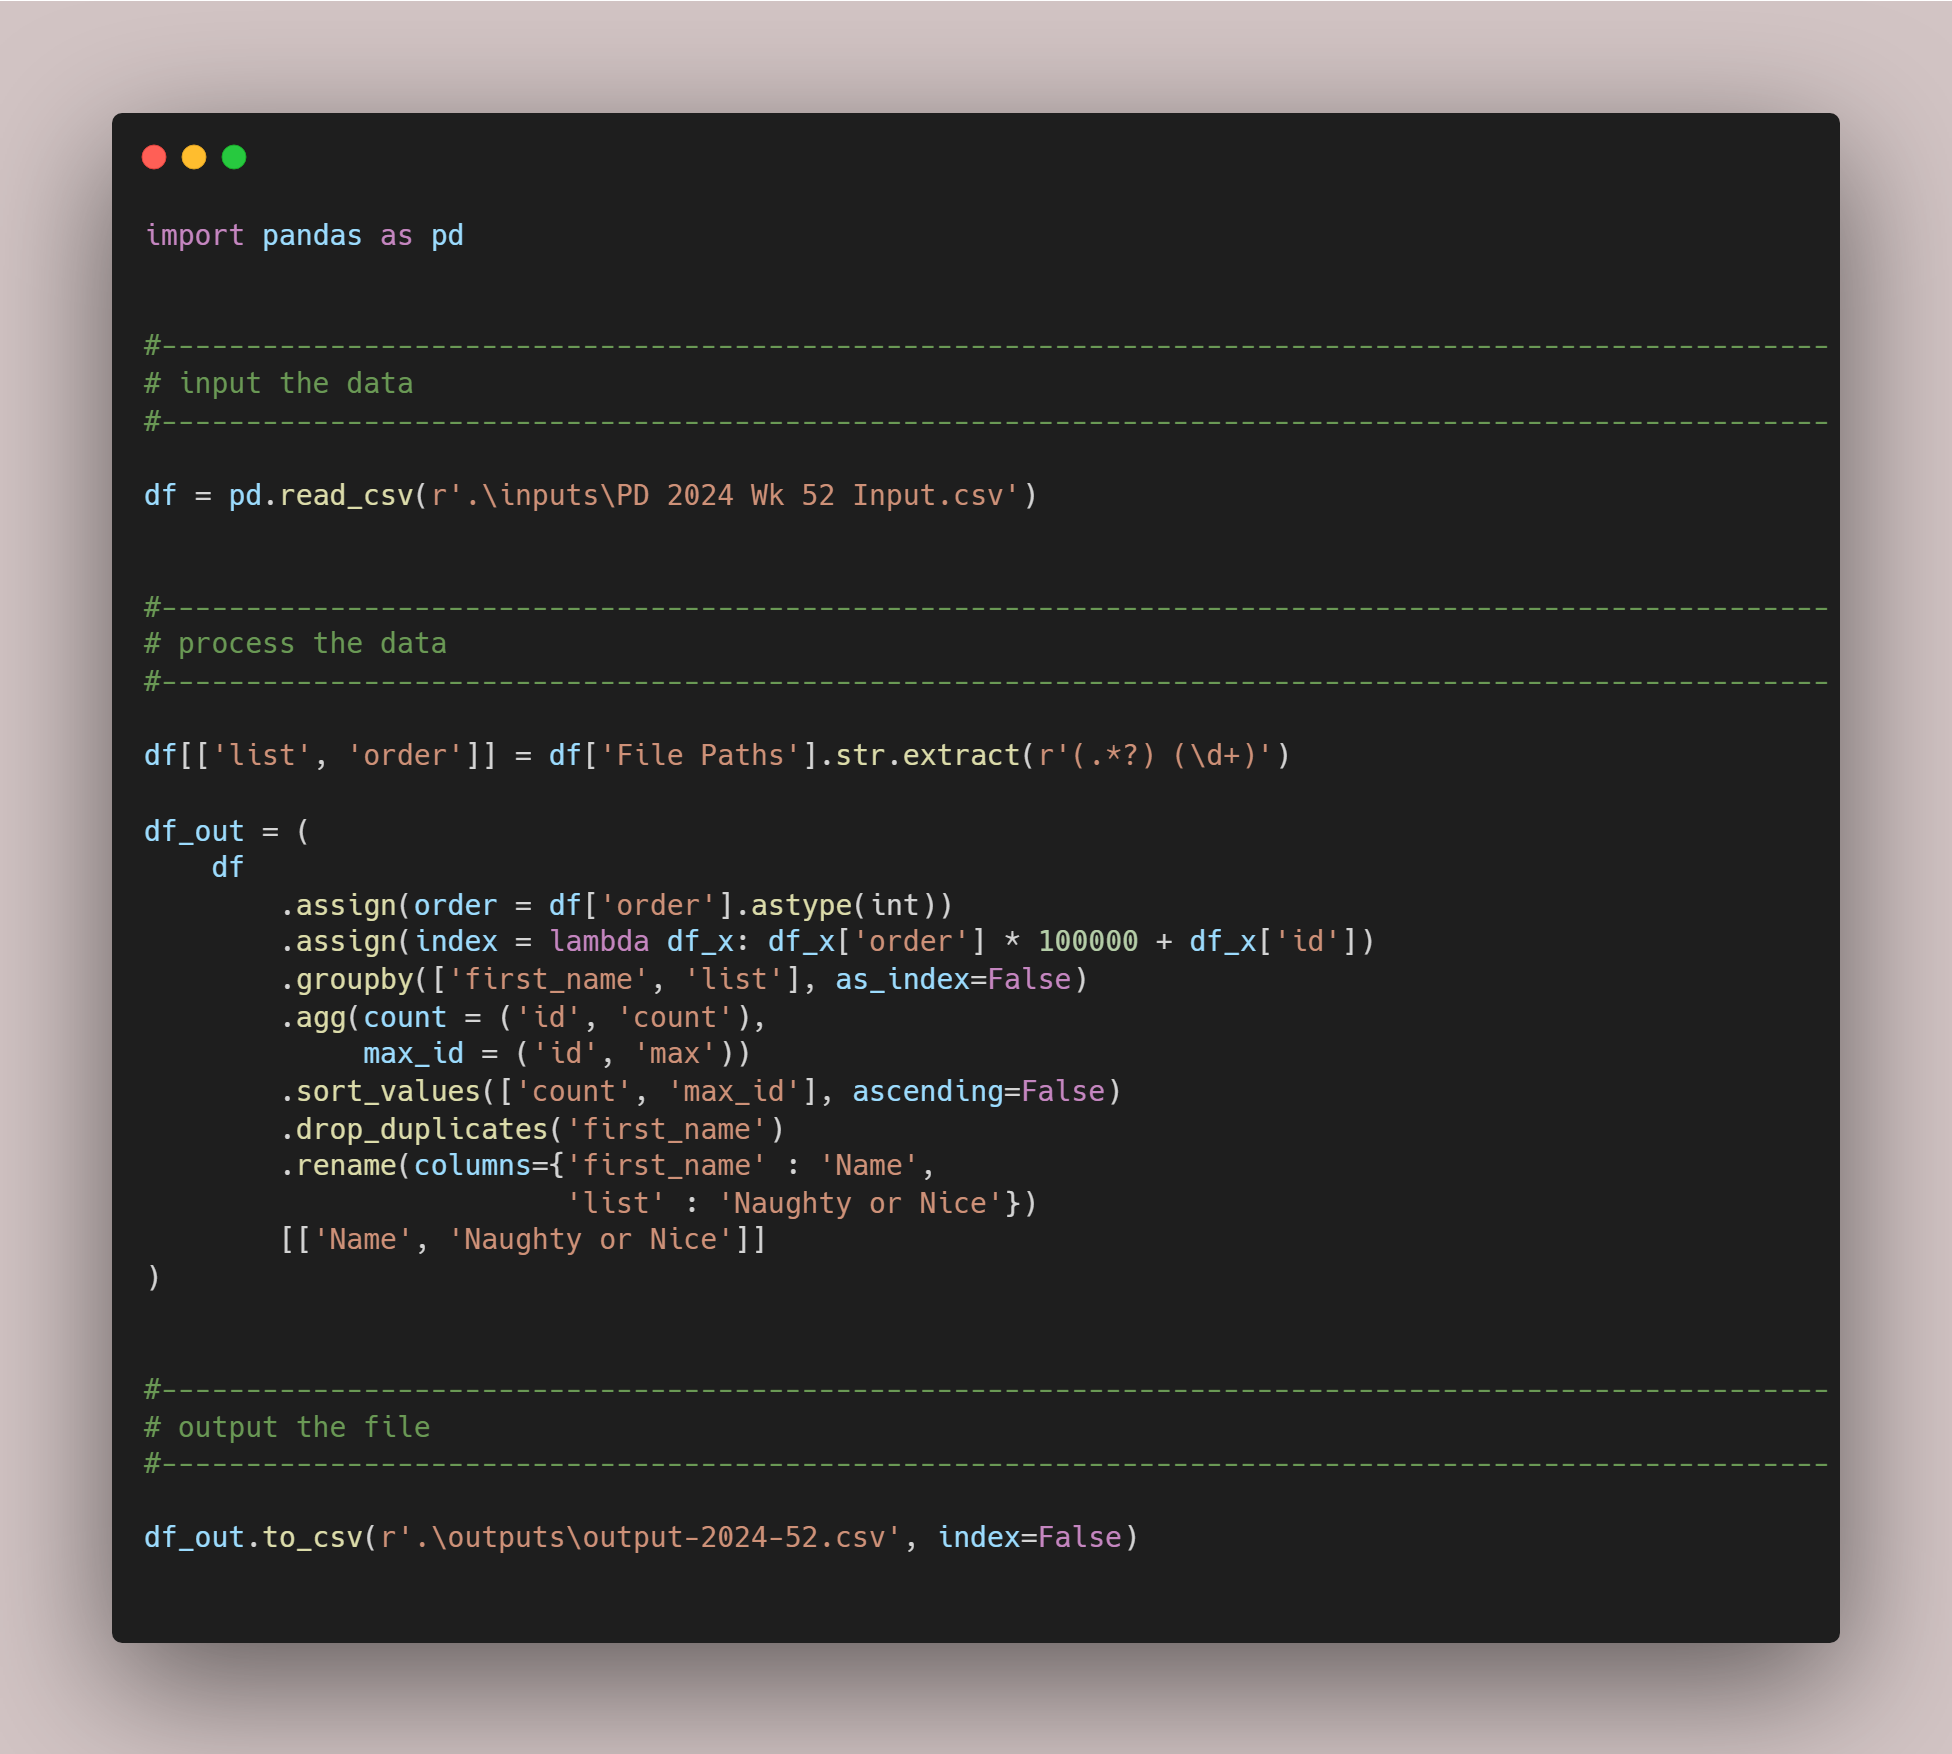 import pandas as pd
#---------------------------------------------------------------------------------------------------
# input the data
#---------------------------------------------------------------------------------------------------
df = pd.read_csv(r'.\inputs\PD 2024 Wk 52 Input.csv')
#---------------------------------------------------------------------------------------------------
# process the data
#---------------------------------------------------------------------------------------------------
df[['list', 'order']] = df['File Paths'].str.extract(r'(.*?) (\d+)')
df_out = (
    df
        .assign(order = df['order'].astype(int))
        .assign(index = lambda df_x: df_x['order'] * 100000 + df_x['id'])
        .groupby(['first_name', 'list'], as_index=False)
        .agg(count = ('id', 'count'),
             max_id = ('id', 'max'))
        .sort_values(['count', 'max_id'], ascending=False)
        .drop_duplicates('first_name')
        .rename(columns={'first_name' : 'Name',
                         'list' : 'Naughty or Nice'})
        [['Name', 'Naughty or Nice']]
)
#---------------------------------------------------------------------------------------------------
# output the file
#---------------------------------------------------------------------------------------------------
df_out.to_csv(r'.\outputs\output-2024-52.csv', index=False)